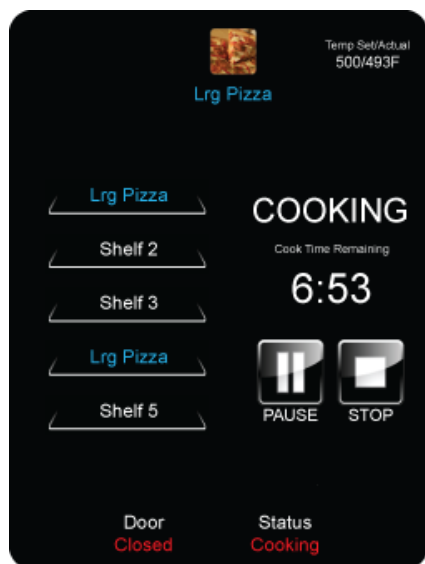 Temp Set/Actual
500/493F
Lrg Pizza
Lrg Pizza
Shelf 2
Shelf 3
Lrg Pizza
Shelf 5
COOKING
Cook Time Remaining
6:53
PAUSE STOP
Door Status
Closed Cooking